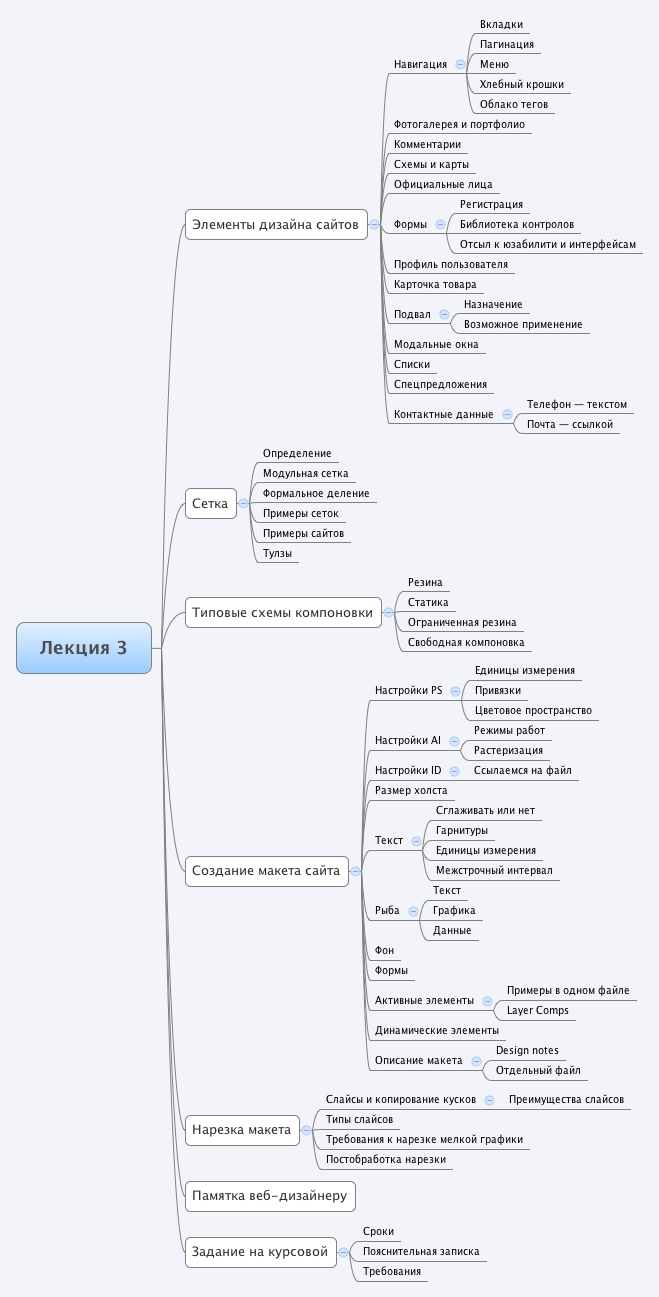 Лекция 3
Элементы дизайна сайтов
Навигация
Вкладки
Пагинация
Меню
Хлебный крошки
Облако тегов
Фотогалерея и портфолио
Комментарии
Схемы и карты
Официальные лица
Формы
Регистрация
Библиотека контролов
Отсыл к юзабилити и интерфейсам
Профиль пользователя
Карточка товара
Подвал
Назначение
Возможное применение
Модальные окна
Списки
Спецпредложения
Контактные данные
Телефон — текстом
Почта — ссылкой
Сетка
Определение
Модульная сетка
Формальное деление
Примеры сеток
Примеры сайтов
Тулзы
Типовые схемы компоновки
Резина
Статика
Ограниченная резина
Свободная компоновка
Создание макета сайта
Настройки PS
Единицы измерения
Привязки
Цветовое пространство
Настройки AI
Режимы работ
Растеризация
Настройки ID
Ссылаемся на файл
Размер холста
Текст
Сглаживать или нет
Гарнитуры
Единицы измерения
Межстрочный интервал
Рыба
Текст
Графика
Данные
Фон
Формы
Активные элементы
Примеры в одном файле
Layer Comps
Динамические элементы
Описание макета
Design notes
Отдельный файл
Нарезка макета
Слайсы и копирование кусков
Преимущества слайсов
Типы слайсов
Требования к нарезке мелкой графики
Постобработка нарезки
Памятка веб-дизайнеру
Задание на курсовой
Сроки
Пояснительная записка
Требования